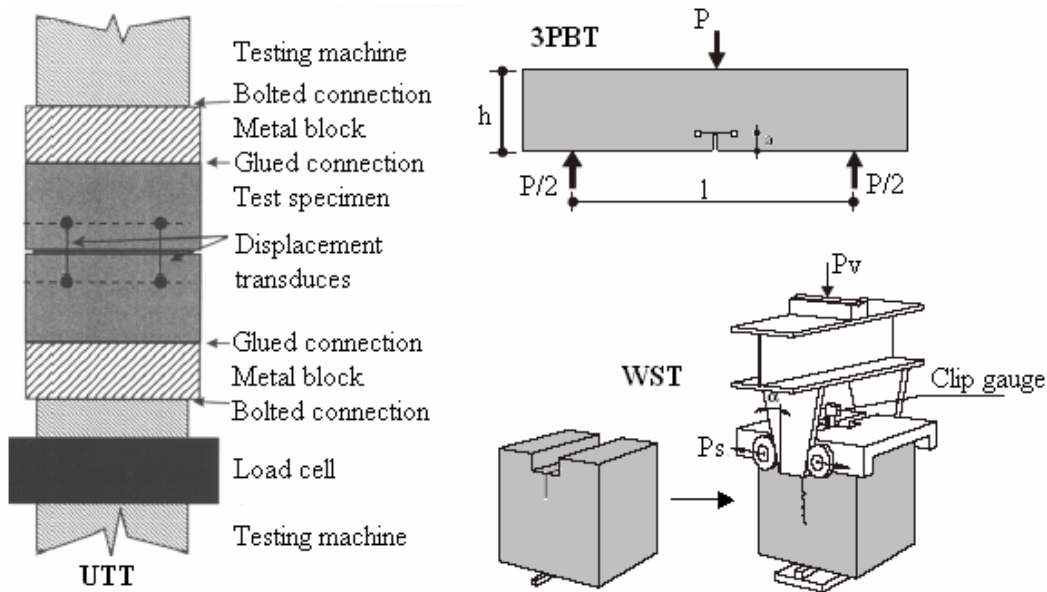 Testing machine
Bolted connection
Metal block
Glued connection
Test specimen
Displacement
transduces
Glued connection
Metal block
Bolted connection
Load cell
Testing machine
UTT
3PBT
P
h
a
P/2
P/2
l
WST
Pv
Clip gauge
α
Ps